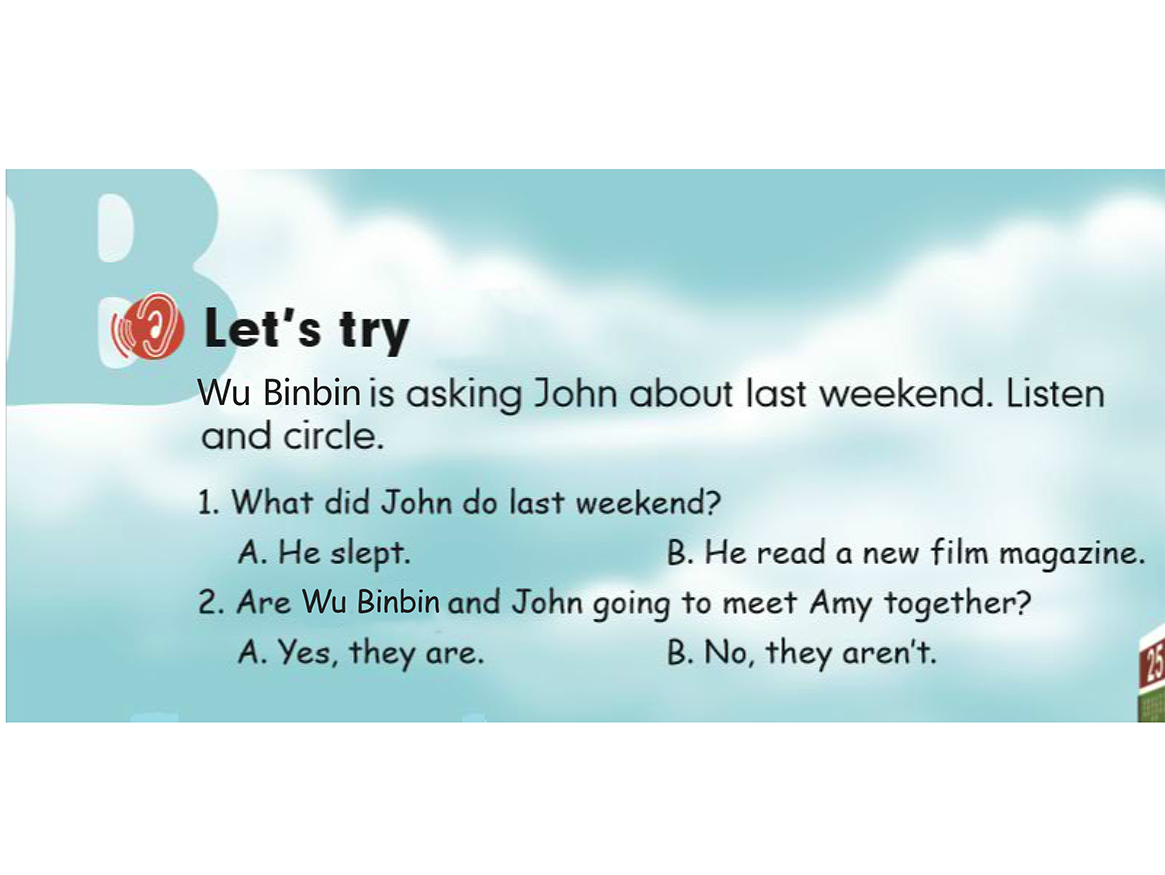 B
Let's try
Wu Binbin is asking John about last weekend. Listen
and circle.
1. What did John do last weekend?
A. He slept. B. He read a new film magazine.
2. Are Wu Binbin and John going to meet Amy together?
A. Yes, they are. B. No, they aren't.
25